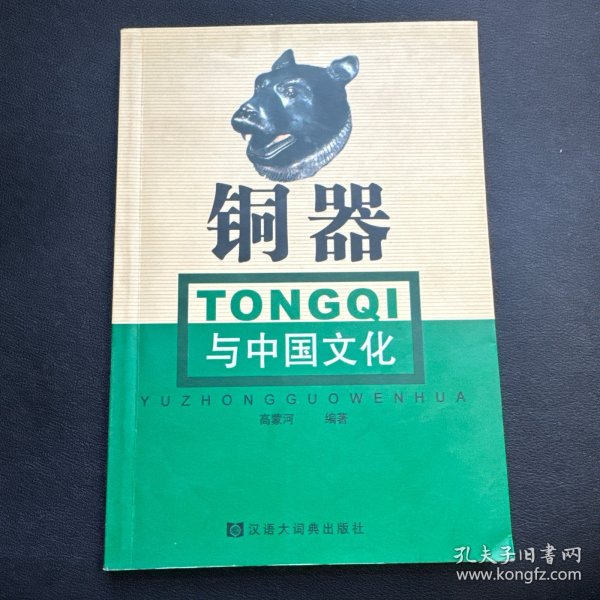 铜器
TONGQI
与中国文化
YUZHONGGUOWENHUA
高蒙河 编著
汉语大词典出版社
孔夫子旧书网
www.kongfz.com